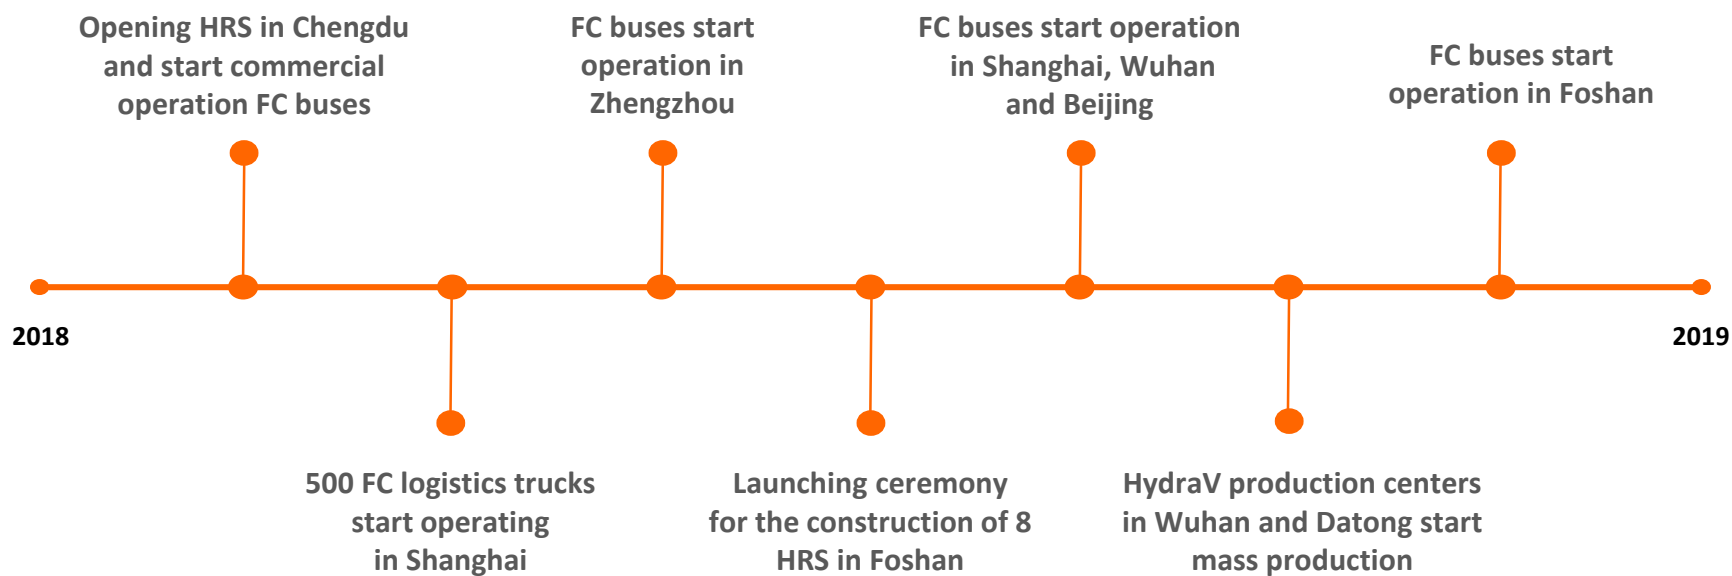 Opening HRS in Chengdu
and start commercial
operation FC buses
FC buses start
operation in
Zhengzhou
FC buses start operation
in Shanghai, Wuhan
and Beijing
FC buses start
operation in Foshan
2018
2019
500 FC logistics trucks
start operating
in Shanghai
Launching ceremony
for the construction of 8
HRS in Foshan
HydraV production centers
in Wuhan and Datong start
mass production